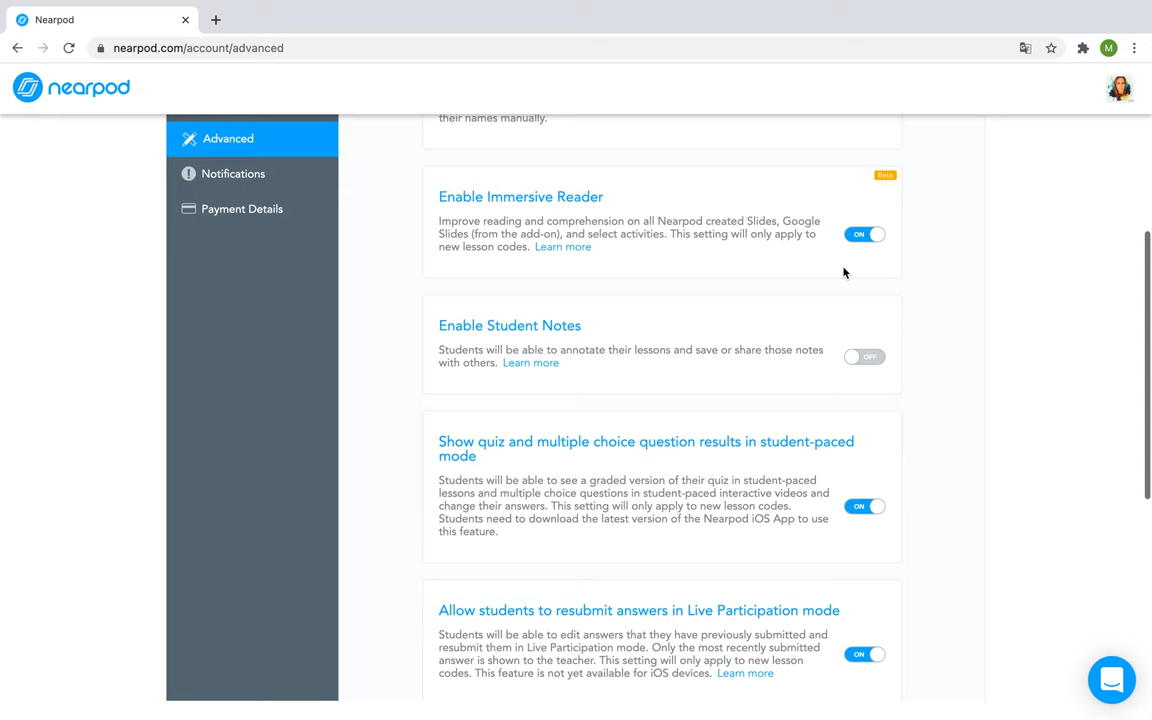 Nearpod
nearpod.com/account/advanced
M
nearpod
their names manually.
Advanced
Notifications
Payment Details
Beta
Enable Immersive Reader
Improve reading and comprehension on all Nearpod created Slides, Google
Slides (from the add-on), and select activities. This setting will only apply to
new lesson codes. Learn more
ON
Enable Student Notes
Students will be able to annotate their lessons and save or share those notes
with others. Learn more
OFF
Show quiz and multiple choice question results in student-paced
mode
Students will be able to see a graded version of their quiz in student-paced
lessons and multiple choice questions in student-paced interactive videos and
change their answers. This setting will only apply to new lesson codes.
Students need to download the latest version of the Nearpod iOS App to use
this feature.
ON
Allow students to resubmit answers in Live Participation mode
Students will be able to edit answers that they have previously submitted and
resubmit them in Live Participation mode. Only the most recently submitted
answer is shown to the teacher. This setting will only apply to new lesson
codes. This feature is not yet available for iOS devices. Learn more
ON